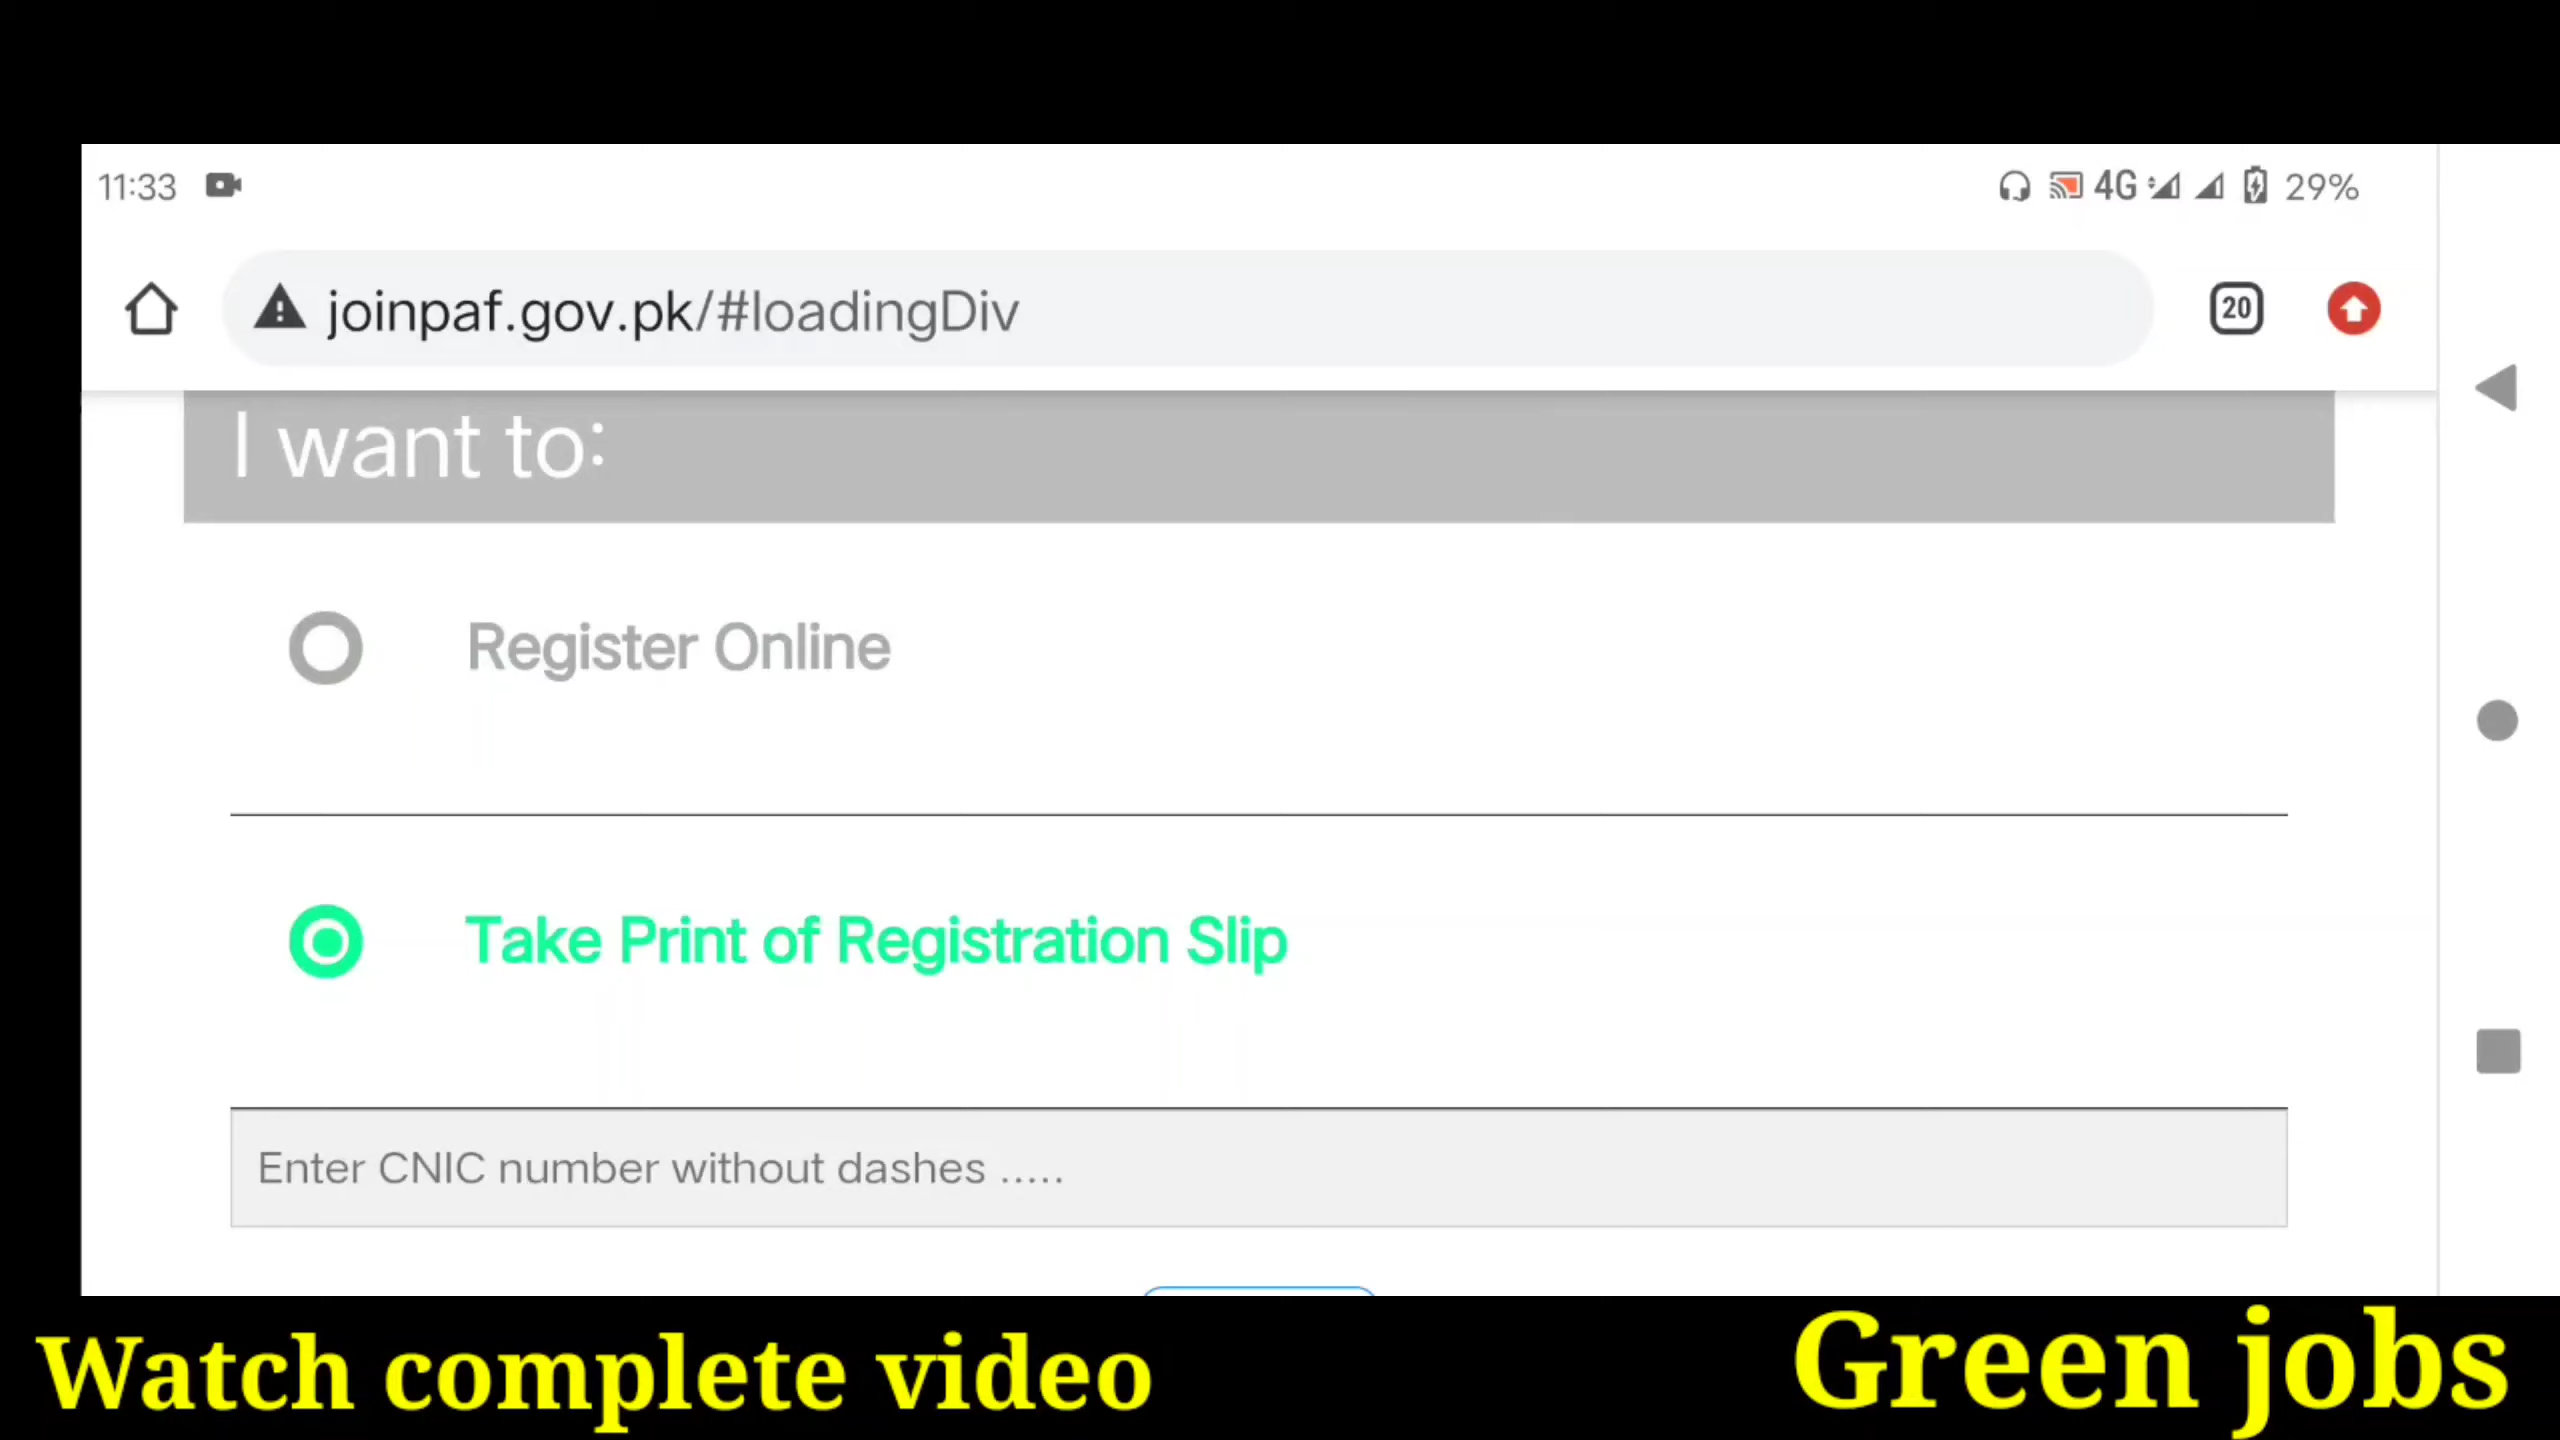 11:33
4G
29%
joinpaf.gov.pk/#loadingDiv
20
I want to:
Register Online
Take Print of Registration Slip
Enter CNIC number without dashes .....
Watch complete video
Green jobs